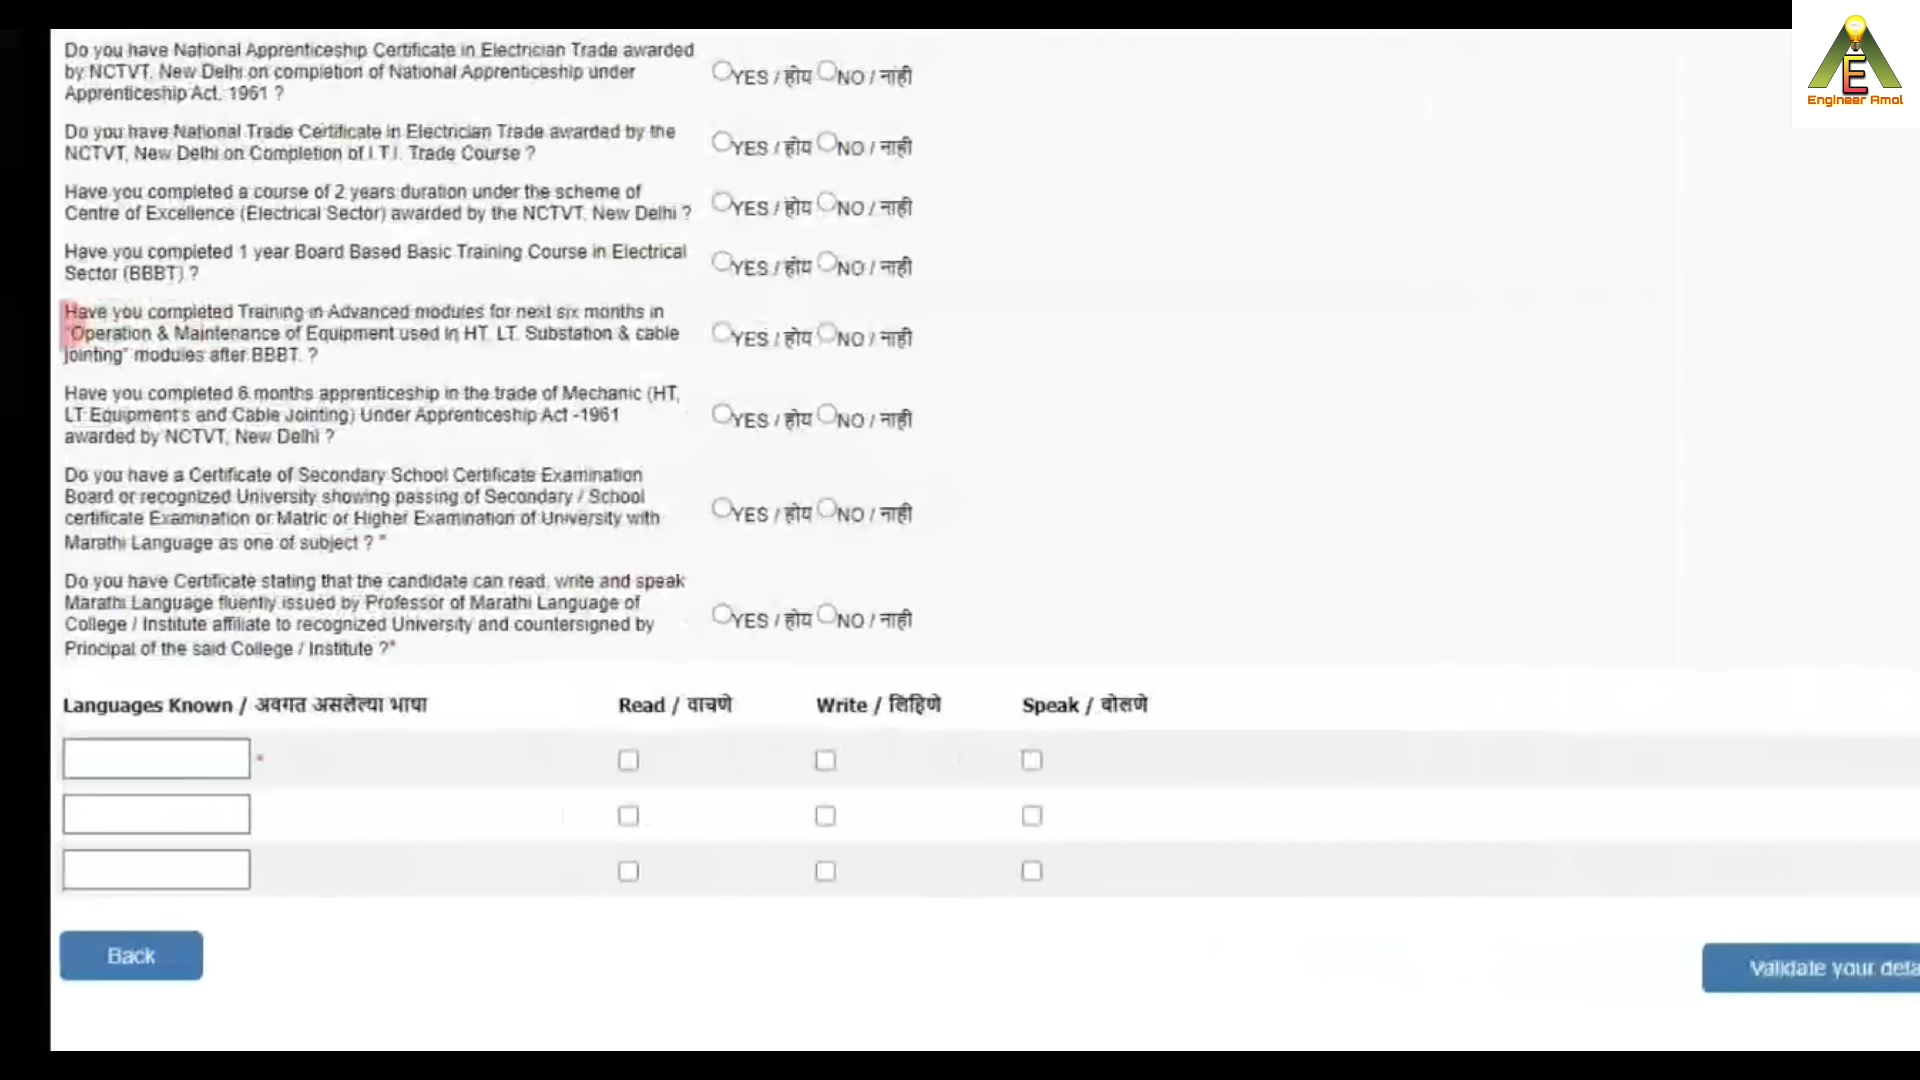 Do you have National Apprenticeship Certificate in Electrician Trade awarded
by NCTVT, New Delhi on completion of National Apprenticeship under
Apprenticeship Act, 1961 ?
YES / होय NO / नाही
Do you have National Trade Certificate in Electrician Trade awarded by the
NCTVT, New Delhi on Completion of I.T.I. Trade Course ?
YES / होय NO / नाही
Have you completed a course of 2 years duration under the scheme of
Centre of Excellence (Electrical Sector) awarded by the NCTVT, New Delhi ?
YES / होय NO / नाही
Have you completed 1 year Board Based Basic Training Course in Electrical
Sector (BBBT) ?
YES / होय NO / नाही
Have you completed Training in Advanced modules for next six months in
"Operation & Maintenance of Equipment used in HT, LT, Substation & cable
jointing" modules after BBBT. ?
YES / होय NO / नाही
Have you completed 6 months apprenticeship in the trade of Mechanic (HT,
LT Equipment's and Cable Jointing) Under Apprenticeship Act -1961
awarded by NCTVT, New Delhi ?
YES / होय NO / नाही
Do you have a Certificate of Secondary School Certificate Examination
Board or recognized University showing passing of Secondary / School
certificate Examination or Matric or Higher Examination of University with
Marathi Language as one of subject ? *
YES / होय NO / नाही
Do you have Certificate stating that the candidate can read, write and speak
Marathi Language fluently issued by Professor of Marathi Language of
College / Institute affiliate to recognized University and countersigned by
Principal of the said College / Institute ?*
YES / होय NO / नाही
Languages Known / अवगत असलेल्या भाषा Read / वाचणे Write / लिहिणे Speak / बोलणे
*
Back
Validate your deta
E
Engineer Amol